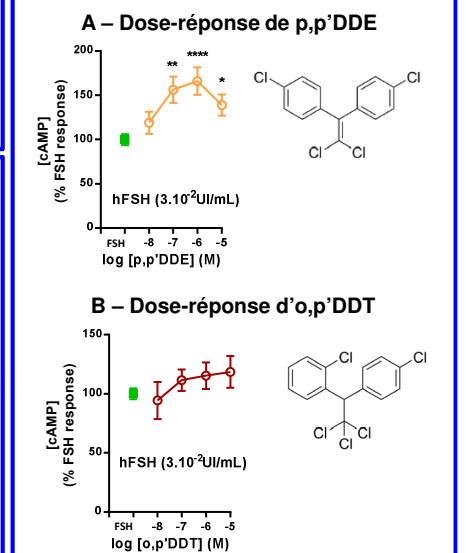 A – Dose-réponse de p,p'DDE
200
150
100
50
0
[cAMP]
(% FSH response)
**
****
*
hFSH (3.10⁻²UI/mL)
FSH -8 -7 -6 -5
log [p,p'DDE] (M)
Cl
Cl
Cl Cl
B – Dose-réponse d'o,p'DDT
150
100
50
0
[cAMP]
(% FSH response)
hFSH (3.10⁻²UI/mL)
FSH -8 -7 -6 -5
log [o,p'DDT] (M)
Cl
Cl
Cl Cl
Cl